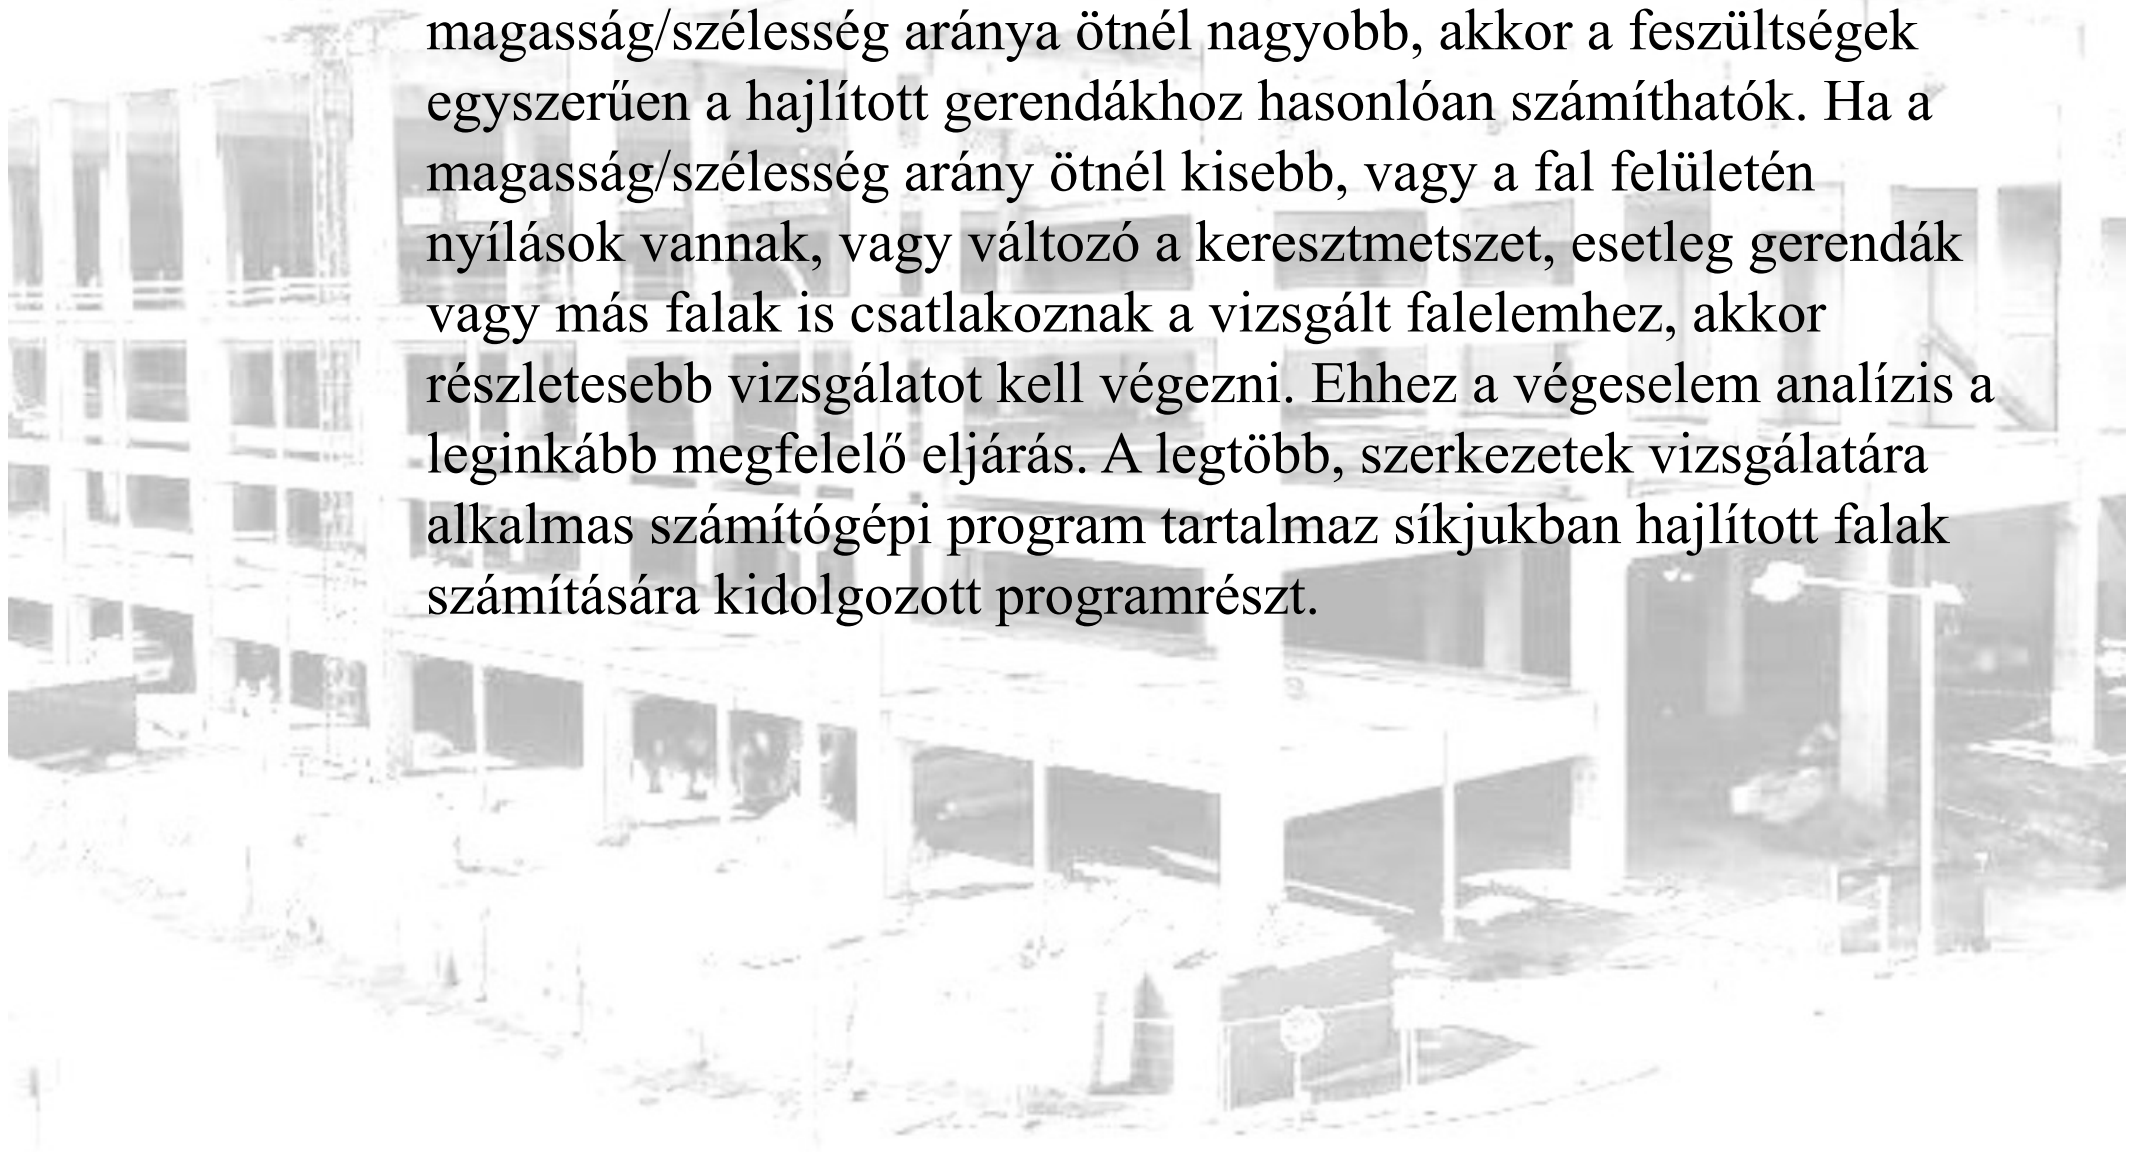 magasság/szélesség aránya ötnél nagyobb, akkor a feszültségek
egyszerűen a hajlított gerendákhoz hasonlóan számíthatók. Ha a
magasság/szélesség arány ötnél kisebb, vagy a fal felületén
nyílások vannak, vagy változó a keresztmetszet, esetleg gerendák
vagy más falak is csatlakoznak a vizsgált falelemhez, akkor
részletesebb vizsgálatot kell végezni. Ehhez a végeselem analízis a
leginkább megfelelő eljárás. A legtöbb, szerkezetek vizsgálatára
alkalmas számítógépi program tartalmaz síkjukban hajlított falak
számítására kidolgozott programrészt.